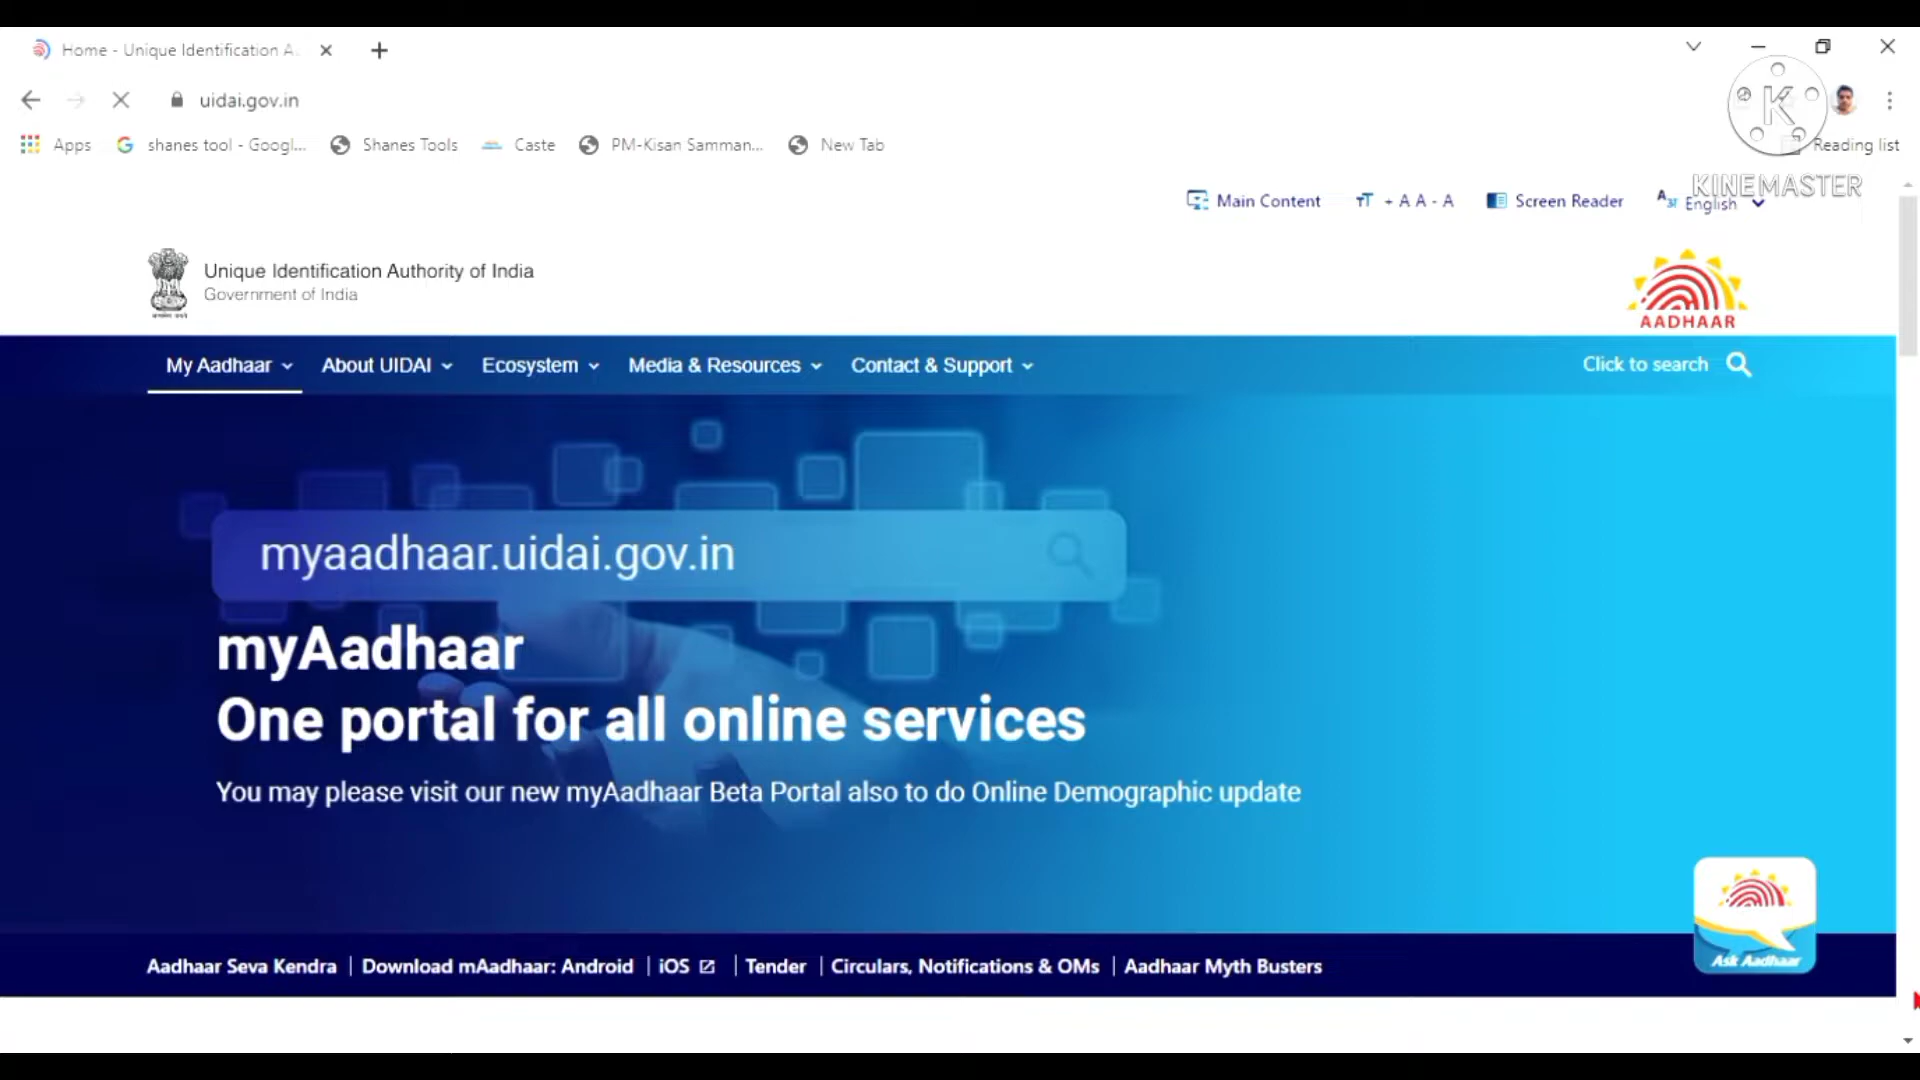 Home - Unique Identification A
uidai.gov.in
Apps
shanes tool - Googl...
Shanes Tools
Caste
PM-Kisan Samman...
New Tab
Reading list
K
KINEMASTER
Main Content
TT + A A - A
Screen Reader
English
Unique Identification Authority of India
Government of India
AADHAAR
My Aadhaar
About UIDAI
Ecosystem
Media & Resources
Contact & Support
Click to search
myaadhaar.uidai.gov.in
myAadhaar
One portal for all online services
You may please visit our new myAadhaar Beta Portal also to do Online Demographic update
Ask Aadhaar
Aadhaar Seva Kendra | Download mAadhaar: Android | iOS | Tender | Circulars, Notifications & OMs | Aadhaar Myth Busters